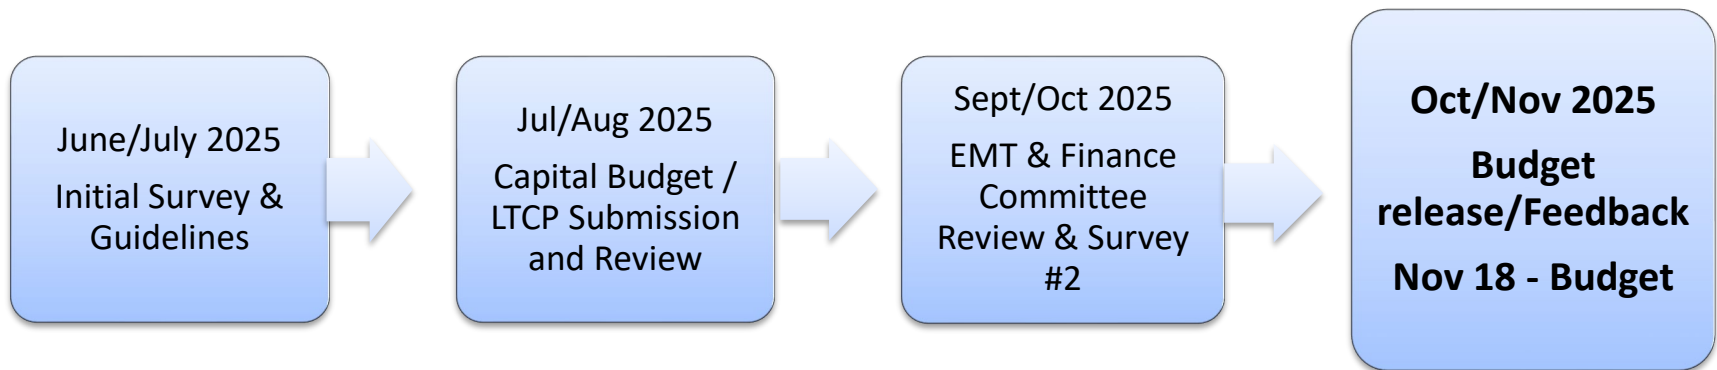 June/July 2025
Initial Survey &
Guidelines
Jul/Aug 2025
Capital Budget /
LTCP Submission
and Review
Sept/Oct 2025
EMT & Finance
Committee
Review & Survey
#2
Oct/Nov 2025
Budget
release/Feedback
Nov 18 - Budget